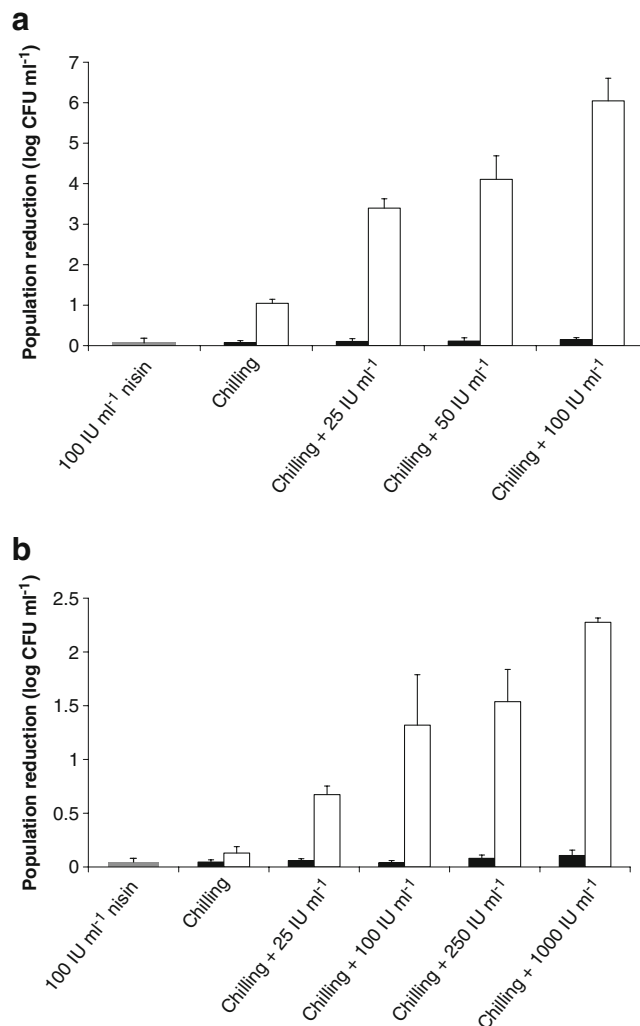 a
Population reduction (log CFU ml⁻¹)
7
6
5
4
3
2
1
0
100 IU ml⁻¹ nisin
Chilling
Chilling + 25 IU ml⁻¹
Chilling + 50 IU ml⁻¹
Chilling + 100 IU ml⁻¹
b
Population reduction (log CFU ml⁻¹)
2.5
2
1.5
1
0.5
0
100 IU ml⁻¹ nisin
Chilling
Chilling + 25 IU ml⁻¹
Chilling + 100 IU ml⁻¹
Chilling + 250 IU ml⁻¹
Chilling + 1000 IU ml⁻¹